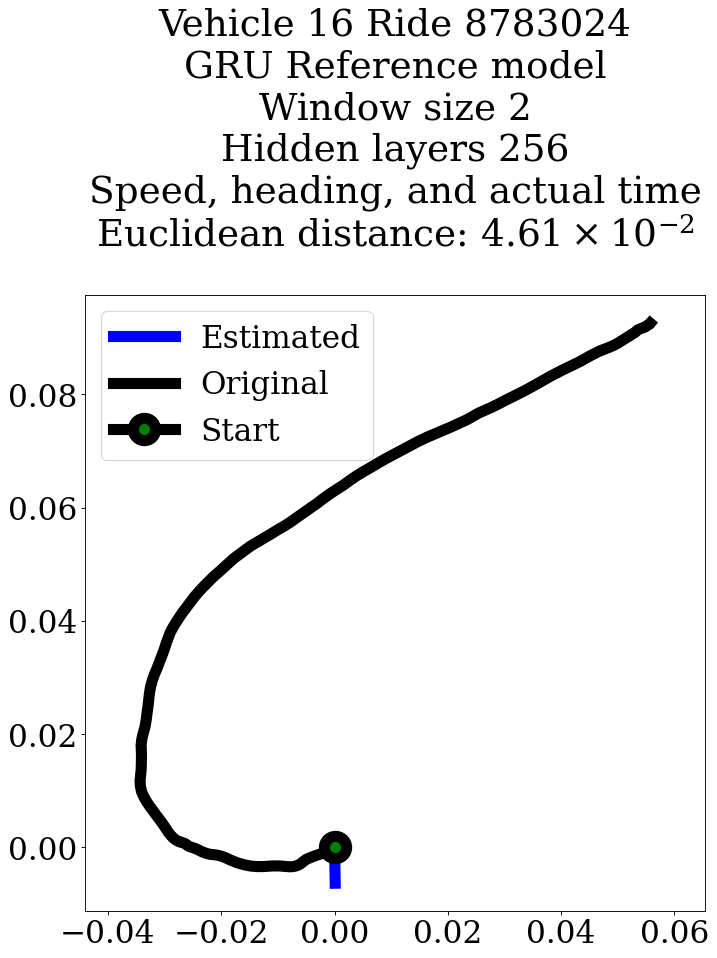 Vehicle 16 Ride 8783024
GRU Reference model
Window size 2
Hidden layers 256
Speed, heading, and actual time
Euclidean distance: 4.61 × 10⁻²
Estimated
Original
Start
0.08
0.06
0.04
0.02
0.00
−0.04 −0.02 0.00 0.02 0.04 0.06